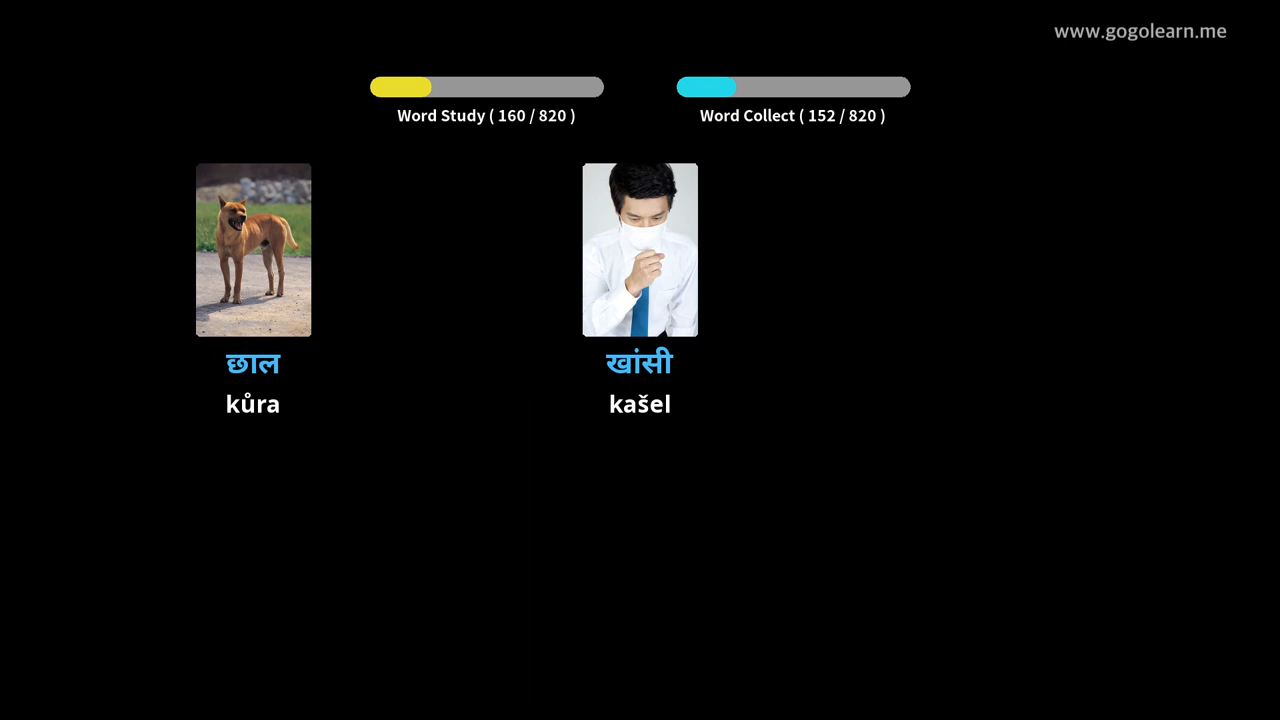 www.gogolearn.me
Word Study ( 160 / 820 )
Word Collect ( 152 / 820 )
छाल
खांसी
kůra
kašel